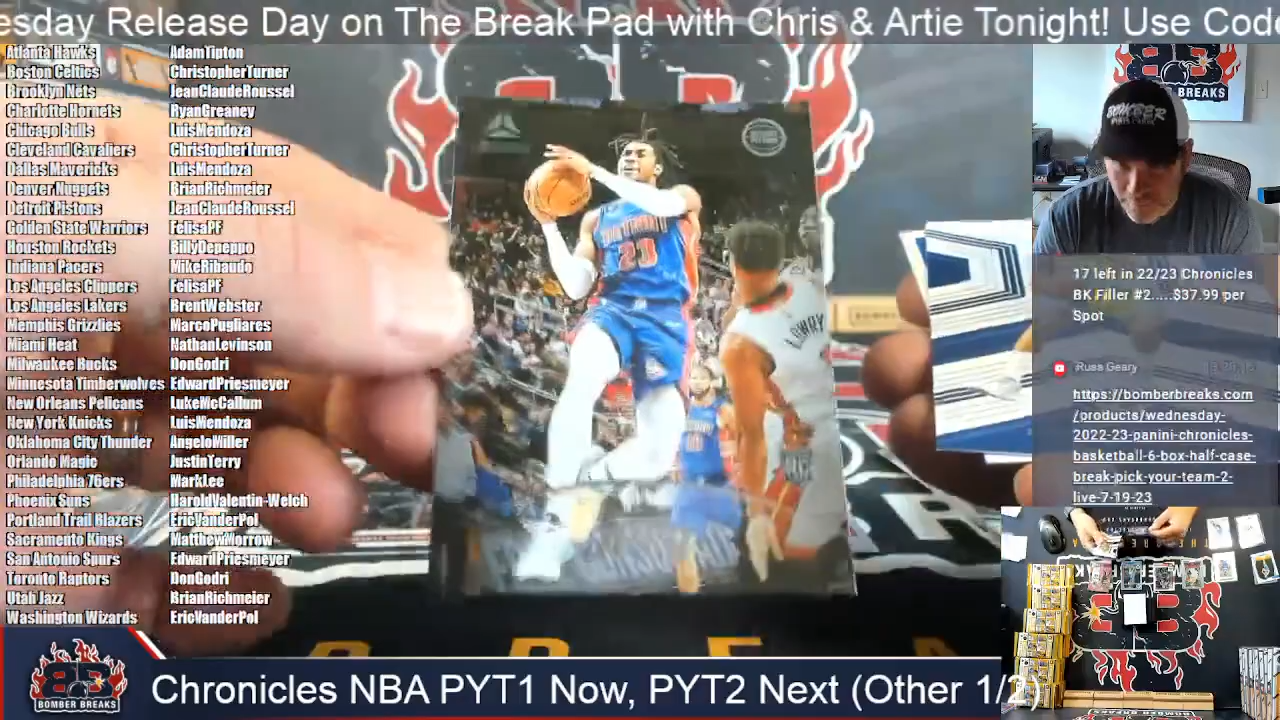 esday Release Day on The Break Pad with Chris & Artie Tonight! Use Cod
Atlanta Hawks AdamTipton
Boston Celtics ChristopherTurner
Brooklyn Nets JeanClaudeRoussel
Charlotte Hornets RyanGreaney
Chicago Bulls LuisMendoza
Cleveland Cavaliers ChristopherTurner
Dallas Mavericks LuisMendoza
Denver Nuggets BrianRichmeier
Detroit Pistons JeanClaudeRoussel
Golden State Warriors FelisaPF
Houston Rockets BillyDepeppo
Indiana Pacers MikeRibaudo
Los Angeles Clippers FelisaPF
Los Angeles Lakers BrentWebster
Memphis Grizzlies MarcoPugliares
Miami Heat NathanLevinson
Milwaukee Bucks DonGodri
Minnesota Timberwolves EdwardPriesmeyer
New Orleans Pelicans LukeMcCallum
New York Knicks LuisMendoza
Oklahoma City Thunder AngeloMiller
Orlando Magic JustinTerry
Philadelphia 76ers MarkLee
Phoenix Suns HaroldValentin-Welch
Portland Trail Blazers EricVanderPol
Sacramento Kings MatthewMorrow
San Antonio Spurs EdwardPriesmeyer
Toronto Raptors DonGodri
Utah Jazz BrianRichmeier
Washington Wizards EricVanderPol
23
LOWRY
BREAKS
BOMBER
17 left in 22/23 Chronicles
BK Filler #2.....$37.99 per
Spot
Russ Geary
https://bomberbreaks.com
/products/wednesday-
2022-23-panini-chronicles-
basketball-6-box-half-case-
break-pick-your-team-2-
live-7-19-23
BOMBER BREAKS
Chronicles NBA PYT1 Now, PYT2 Next (Other 1/2)